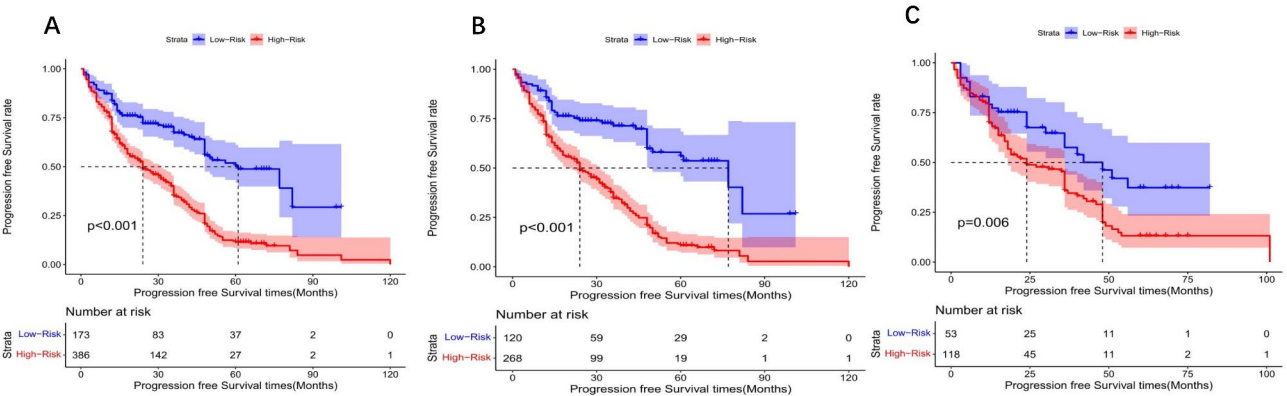 A
Strata Low-Risk High-Risk
Progression free Survival rate
1.00
0.75
0.50
0.25
0.00
p<0.001
0 30 60 90 120
Progression free Survival times(Months)
Number at risk
Strata
Low-Risk 173 83 37 2 0
High-Risk 386 142 27 2 1
0 30 60 90 120
Progression free Survival times(Months)
B
Strata Low-Risk High-Risk
Progression free Survival rate
1.00
0.75
0.50
0.25
0.00
p<0.001
0 30 60 90 120
Progression free Survival times(Months)
Number at risk
Strata
Low-Risk 120 59 29 2 0
High-Risk 268 99 19 1 1
0 30 60 90 120
Progression free Survival times(Months)
C
Strata Low-Risk High-Risk
Progression free Survival rate
1.00
0.75
0.50
0.25
0.00
p=0.006
0 25 50 75 100
Progression free Survival times(Months)
Number at risk
Strata
Low-Risk 53 25 11 1 0
High-Risk 118 45 11 2 1
0 25 50 75 100
Progression free Survival times(Months)